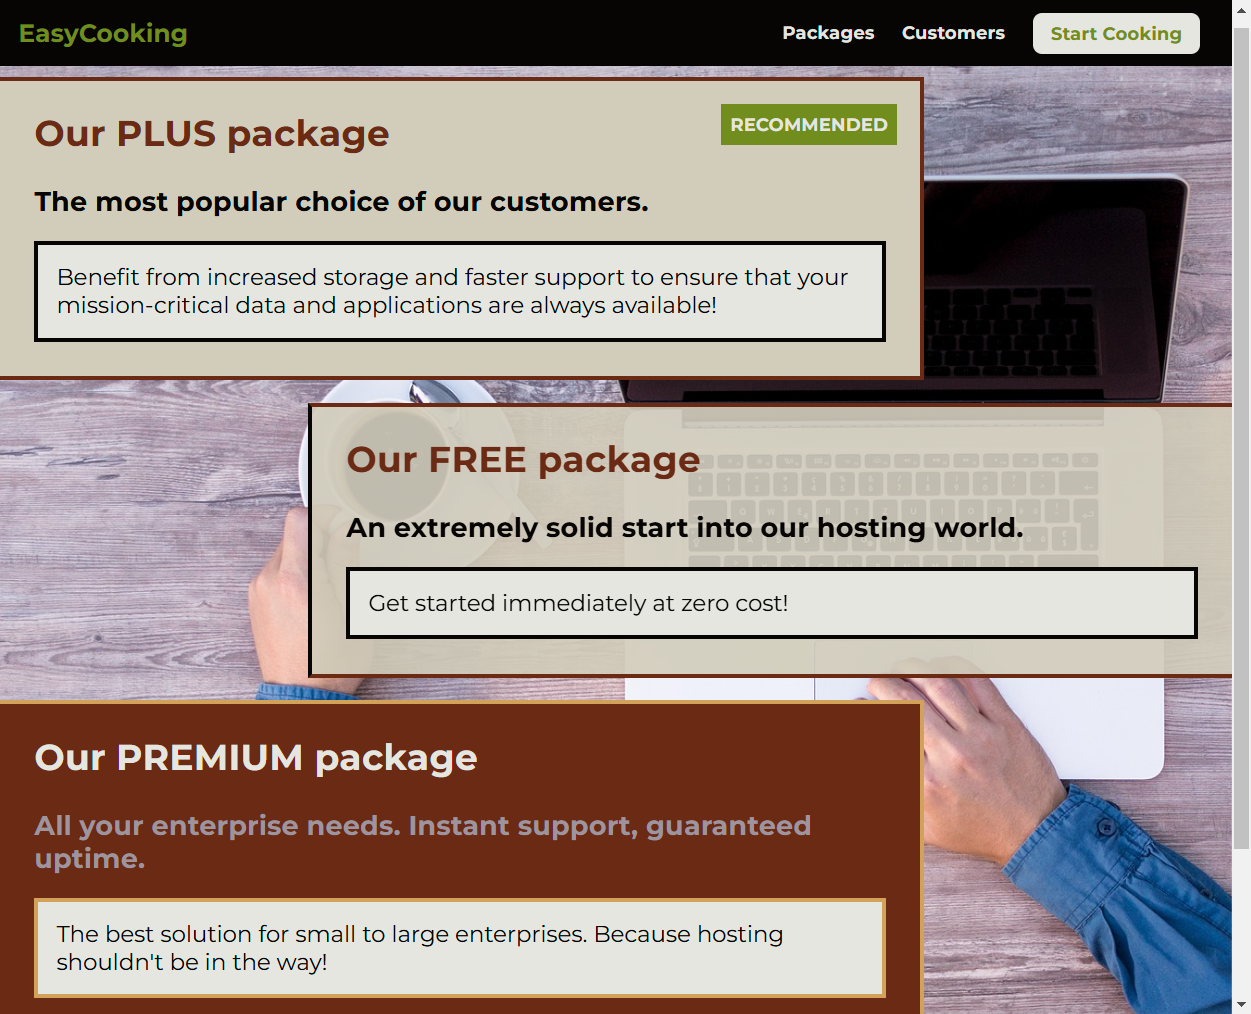 EasyCooking
Packages
Customers
Start Cooking
Our PLUS package
RECOMMENDED
The most popular choice of our customers.
Benefit from increased storage and faster support to ensure that your
mission-critical data and applications are always available!
Our FREE package
An extremely solid start into our hosting world.
Get started immediately at zero cost!
Our PREMIUM package
All your enterprise needs. Instant support, guaranteed
uptime.
The best solution for small to large enterprises. Because hosting
shouldn't be in the way!